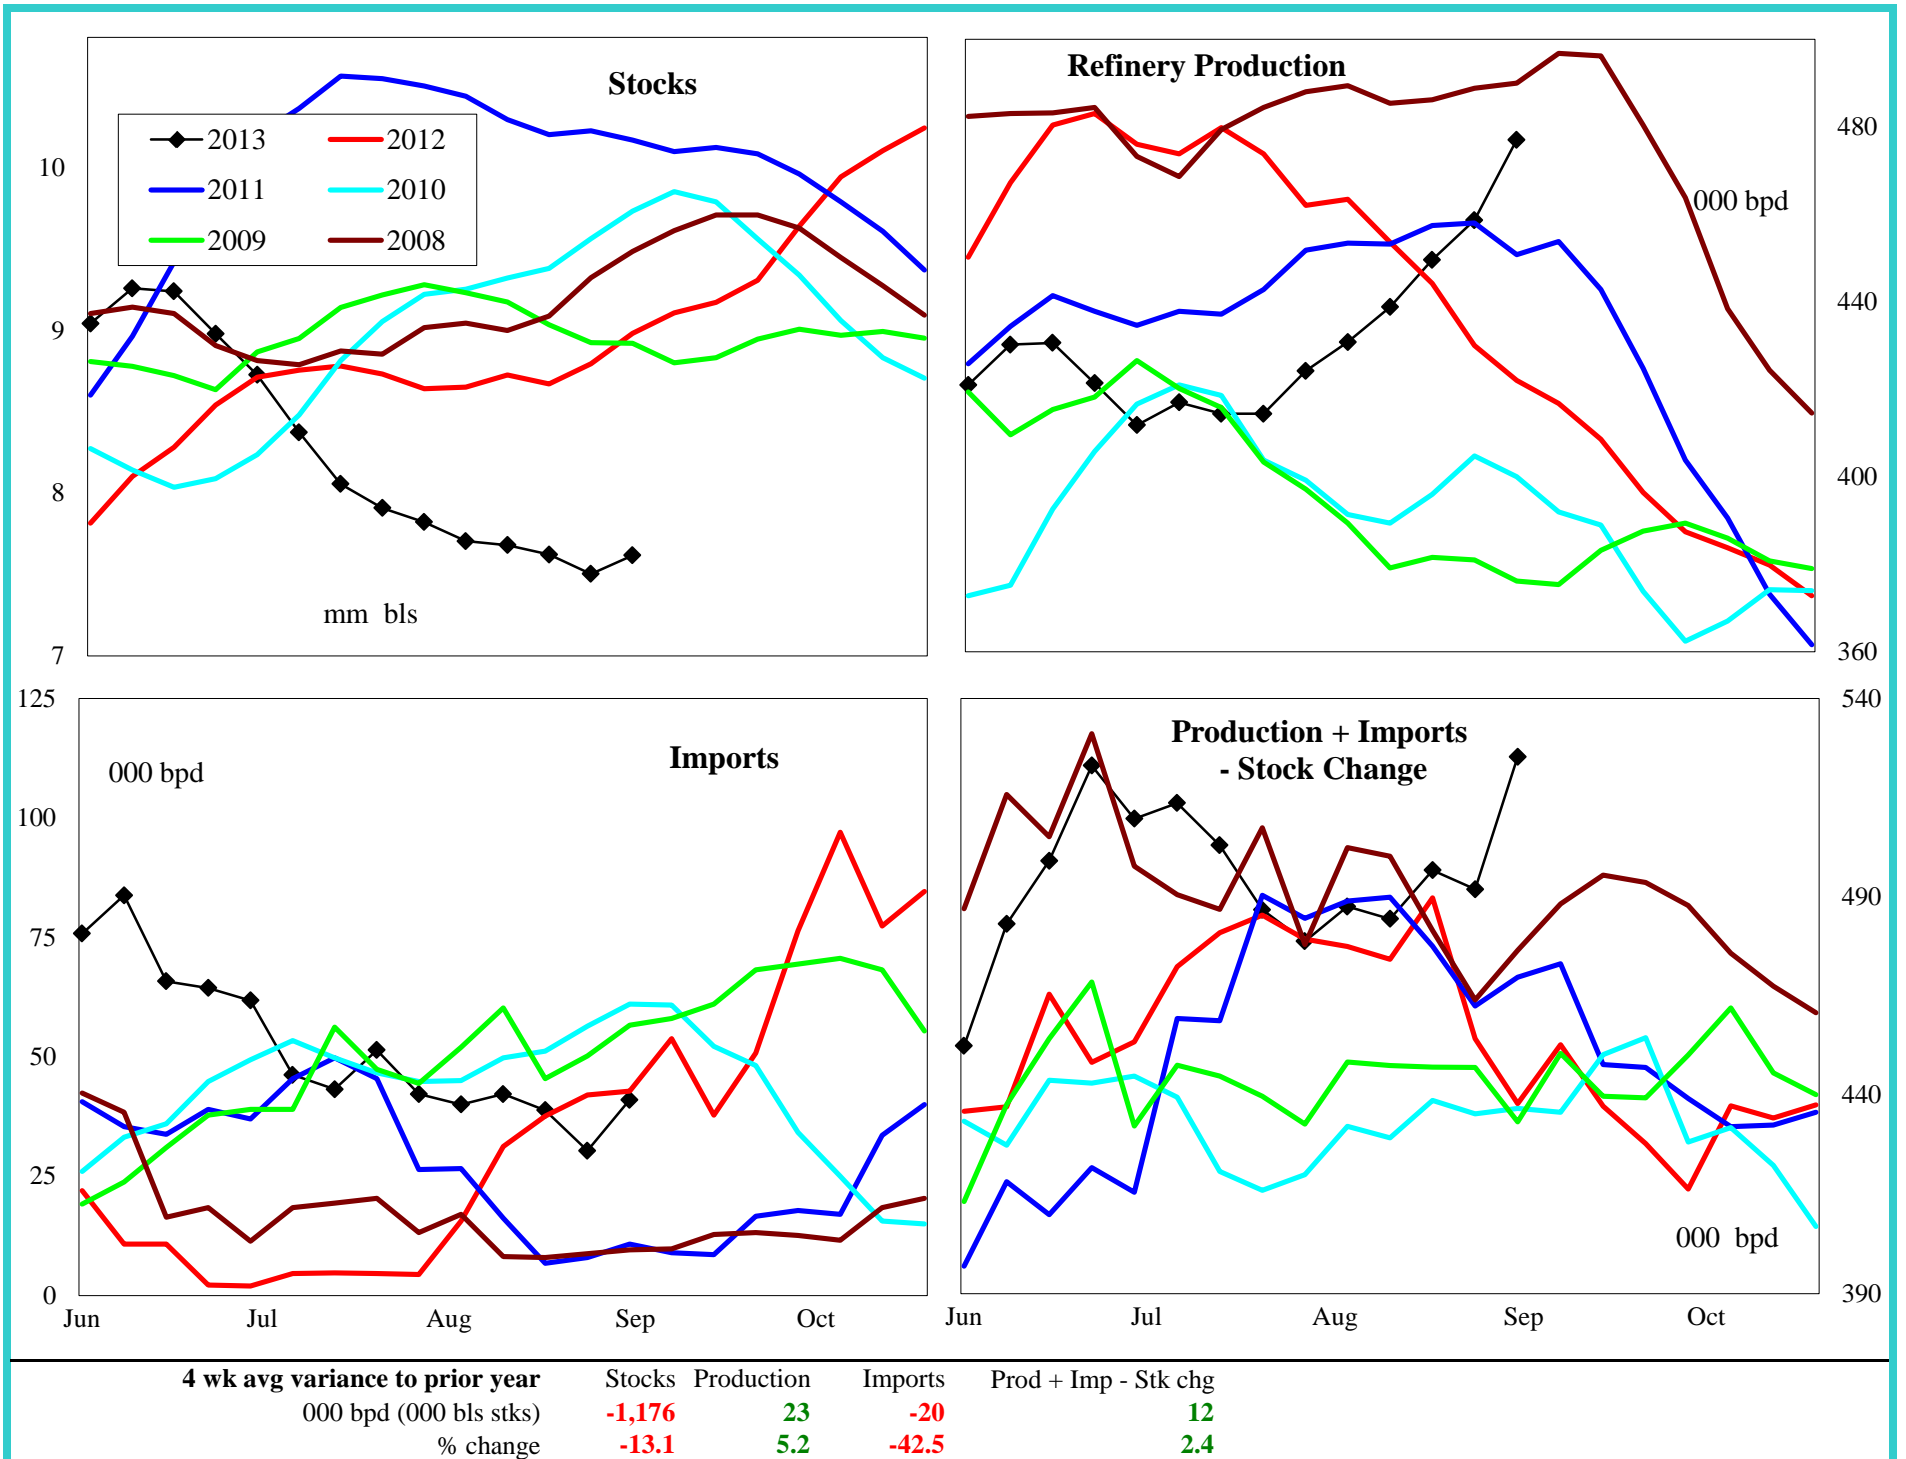 Stocks
2013 2012
2011 2010
2009 2008
10
9
8
7
mm bls
Refinery Production
000 bpd
480
440
400
360
125
100
75
50
25
0
000 bpd
Imports
Jun Jul Aug Sep Oct
Production + Imports
- Stock Change
540
490
440
390
000 bpd
Jun Jul Aug Sep Oct
4 wk avg variance to prior year Stocks Production Imports Prod + Imp - Stk chg
000 bpd (000 bls stks) -1,176 23 -20 12
% change -13.1 5.2 -42.5 2.4